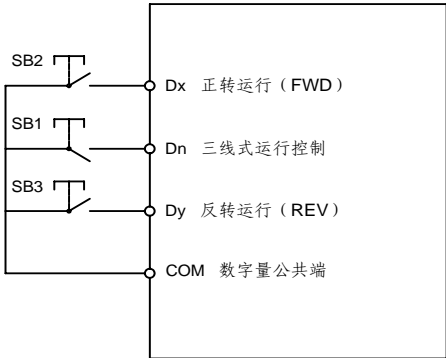 SB2
Dx 正转运行（FWD）
SB1
Dn 三线式运行控制
SB3
Dy 反转运行（REV）
COM 数字量公共端